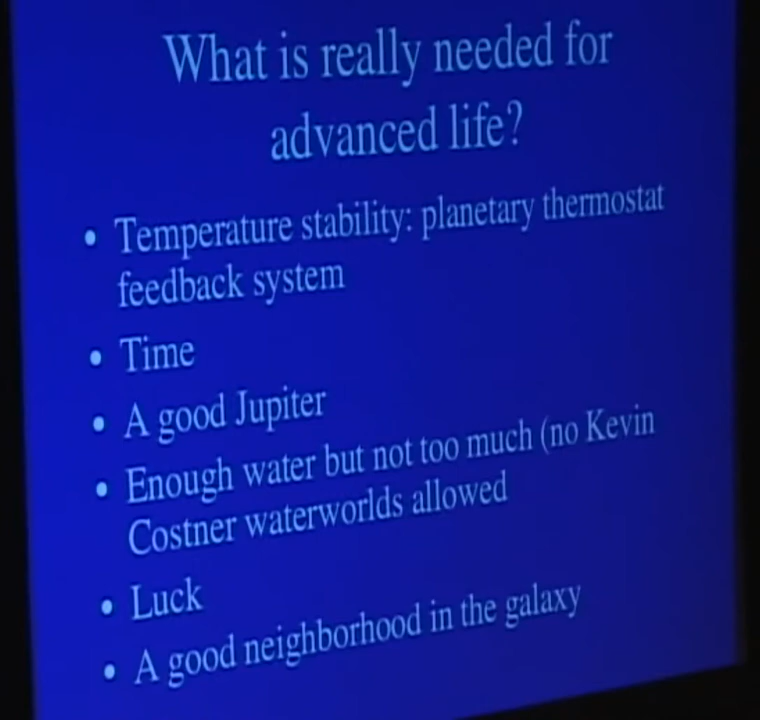 What is really needed for
advanced life?
• Temperature stability: planetary thermostat
feedback system
• Time
• A good Jupiter
• Enough water but not too much (no Kevin
Costner waterworlds allowed
• Luck
• A good neighborhood in the galaxy